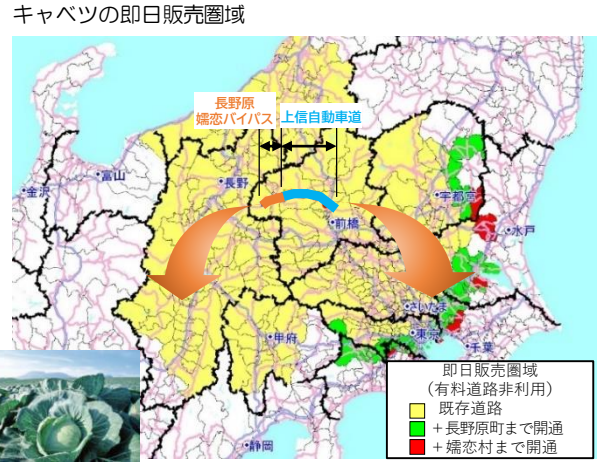 キャベツの即日販売圏域
長野原
嬬恋バイパス
上信自動車道
金沢
富山
長野
前橋
宇都宮
水戸
さいたま
東京
千葉
甲府
静岡
即日販売圏域
(有料道路非利用)
既存道路
+長野原町まで開通
+嬬恋村まで開通